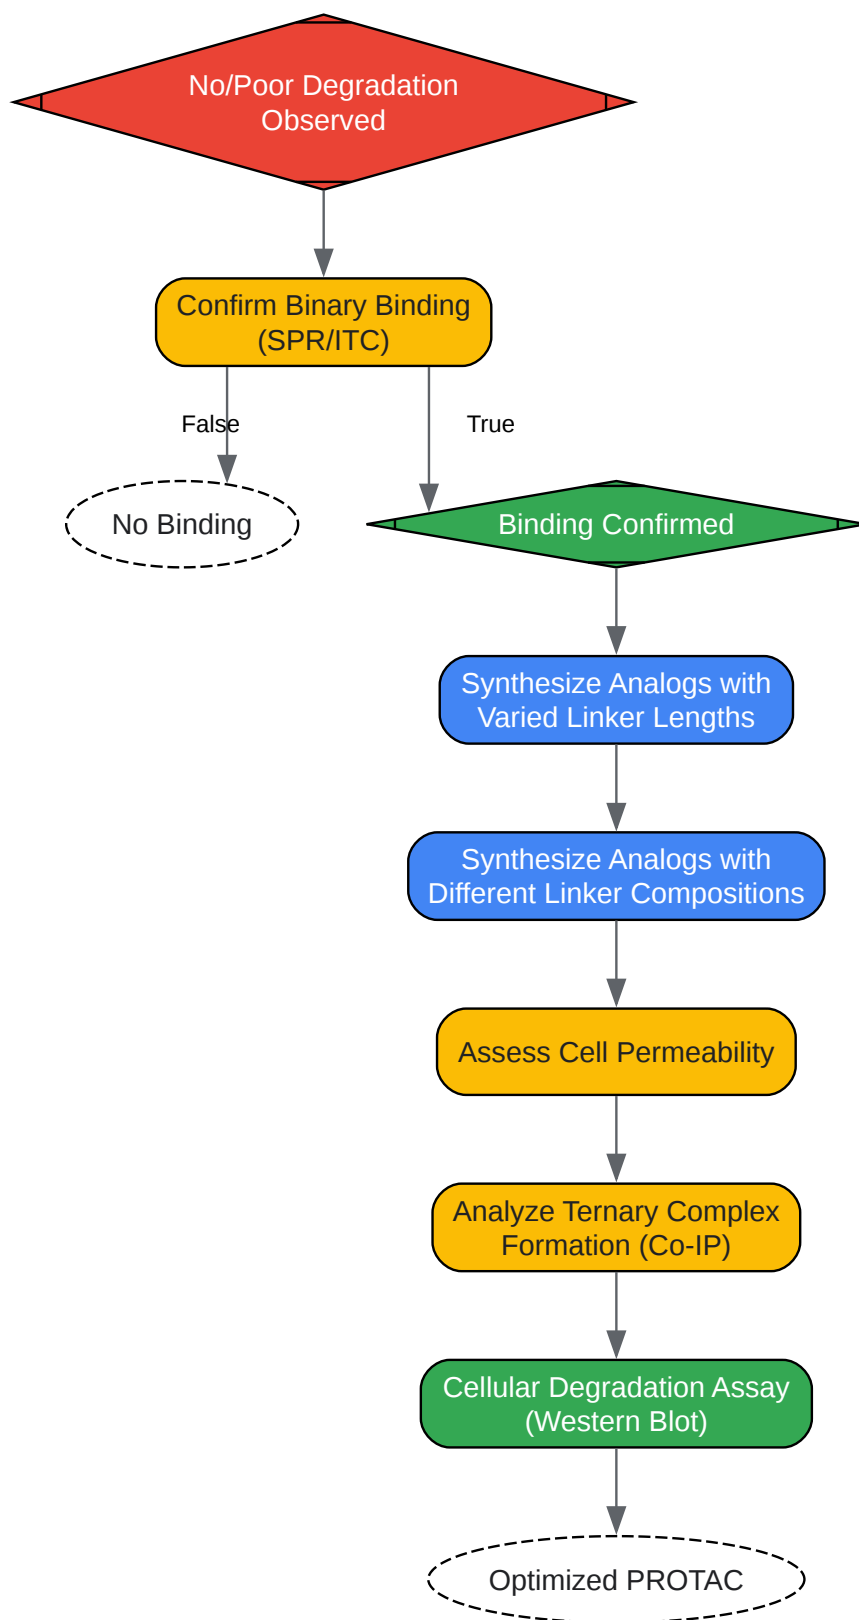 No/Poor Degradation
Observed
Confirm Binary Binding
(SPR/ITC)
False
True
No Binding
Binding Confirmed
Synthesize Analogs with
Varied Linker Lengths
Synthesize Analogs with
Different Linker Compositions
Assess Cell Permeability
Analyze Ternary Complex
Formation (Co-IP)
Cellular Degradation Assay
(Western Blot)
Optimized PROTAC